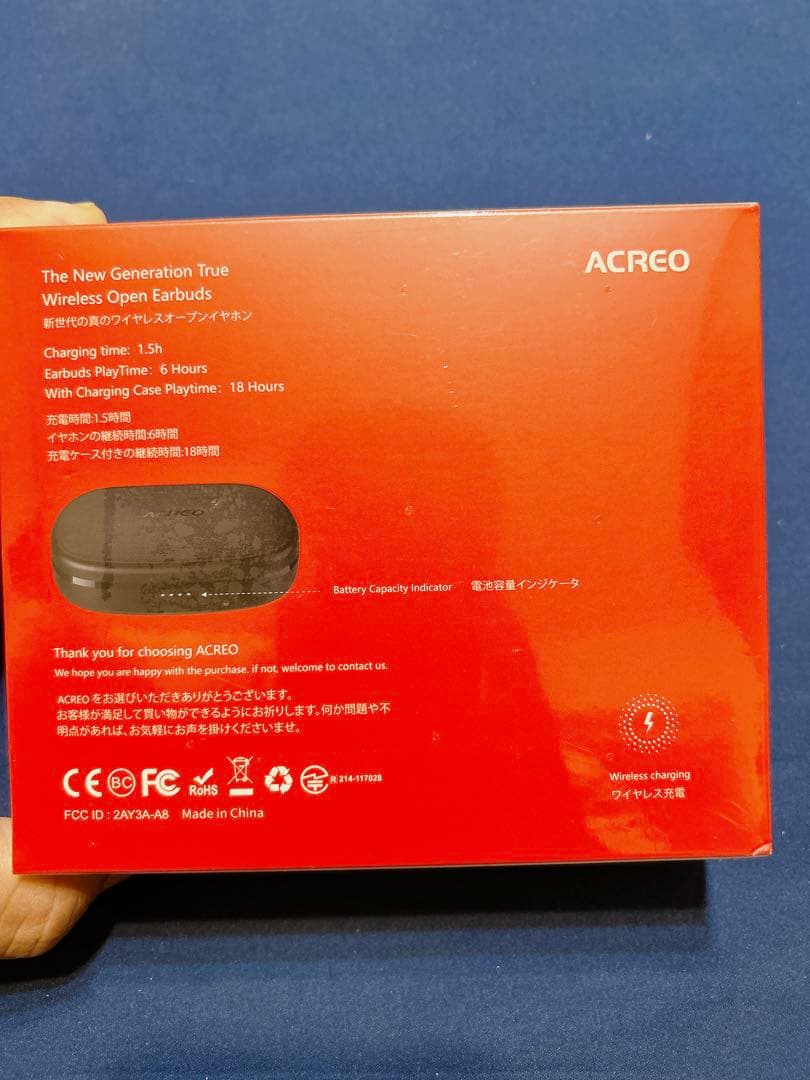 The New Generation True
Wireless Open Earbuds
新世代の真のワイヤレスオープンイヤホン
ACREO
Charging time: 1.5h
Earbuds PlayTime: 6 Hours
With Charging Case Playtime: 18 Hours
充電時間:1.5時間
イヤホンの継続時間:6時間
充電ケース付きの継続時間:18時間
ACREO
Battery Capacity Indicator 電池容量インジケータ
Thank you for choosing ACREO
We hope you are happy with the purchase. if not, welcome to contact us.
ACREOをお選びいただきありがとうございます。
お客様が満足して買い物ができるようにお祈りします。何か問題や不
明点があれば、お気軽にお声を掛けくださいませ。
CE BC FC RoHS R 214-117028
FCC ID : 2AY3A-A8 Made in China
Wireless charging
ワイヤレス充電